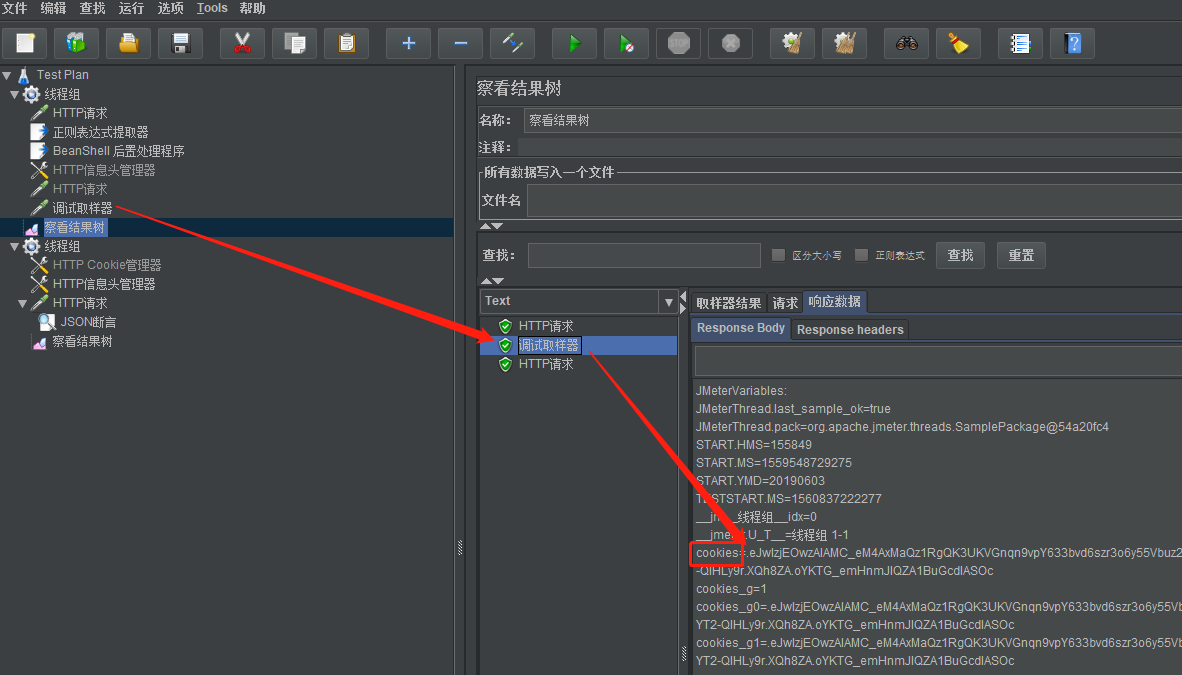 文件 编辑 查找 运行 选项 Tools 帮助
STOP
Test Plan
线程组
HTTP请求
正则表达式提取器
BeanShell 后置处理程序
HTTP信息头管理器
HTTP请求
调试取样器
察看结果树
线程组
HTTP Cookie管理器
HTTP信息头管理器
HTTP请求
JSON断言
察看结果树
察看结果树
名称： 察看结果树
注释：
所有数据写入一个文件
文件名
查找： 区分大小写 正则表达式 查找 重置
Text
HTTP请求
调试取样器
HTTP请求
取样器结果 请求 响应数据
Response Body Response headers
JMeterVariables:
JMeterThread.last_sample_ok=true
JMeterThread.pack=org.apache.jmeter.threads.SamplePackage@54a20fc4
START.HMS=155849
START.MS=1559548729275
START.YMD=20190603
TESTSTART.MS=1560837222277
线程组__idx=0
U_T__=线程组 1-1
cookies=.eJwlzjEOwzAIAMC_eM4AxMaQz1RgQK3UKVGnqn9vpY633bvd6szr3o6y55Vbuz2
-QIHLy9r.XQh8ZA.oYKTG_emHnmJIQZA1BuGcdlASOc
cookies_g=1
cookies_g0=.eJwlzjEOwzAIAMC_eM4AxMaQz1RgQK3UKVGnqn9vpY633bvd6szr3o6y55Vb
YT2-QIHLy9r.XQh8ZA.oYKTG_emHnmJIQZA1BuGcdlASOc
cookies_g1=.eJwlzjEOwzAIAMC_eM4AxMaQz1RgQK3UKVGnqn9vpY633bvd6szr3o6y55Vb
YT2-QIHLy9r.XQh8ZA.oYKTG_emHnmJIQZA1BuGcdlASOc